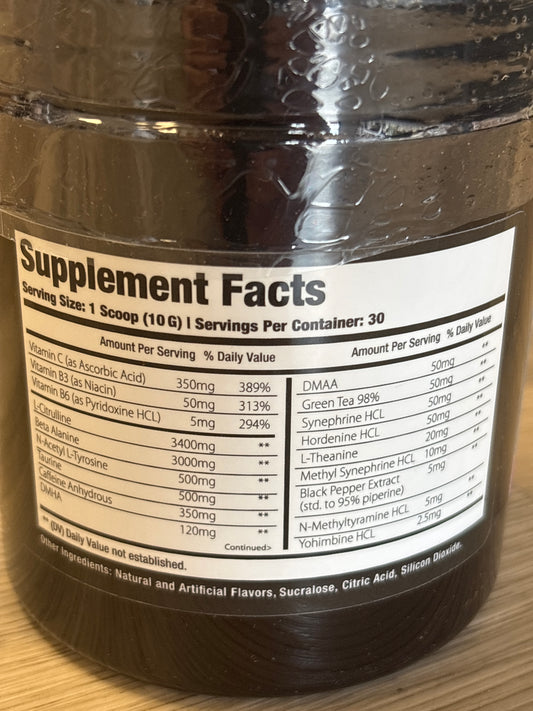 Supplement Facts
Serving Size: 1 Scoop (10 G) | Servings Per Container: 30
Amount Per Serving % Daily Value
Vitamin C (as Ascorbic Acid) 350mg 389%
Vitamin B3 (as Niacin) 50mg 313%
Vitamin B6 (as Pyridoxine HCL) 5mg 294%
L-Citrulline 3400mg **
Beta Alanine 3000mg **
N-Acetyl L-Tyrosine 500mg **
Taurine 500mg **
Caffeine Anhydrous 350mg **
DMHA 120mg **
Continued>
Amount Per Serving % Daily Value
DMAA 50mg **
Green Tea 98% 50mg **
Synephrine HCL 50mg **
Hordenine HCL 50mg **
L-Theanine 20mg **
Methyl Synephrine HCL 10mg **
Black Pepper Extract 5mg
(std. to 95% piperine) **
N-Methyltyramine HCL 5mg **
Yohimbine HCL 2.5mg
** (DV) Daily Value not established.
Other Ingredients: Natural and Artificial Flavors, Sucralose, Citric Acid, Silicon Dioxide.